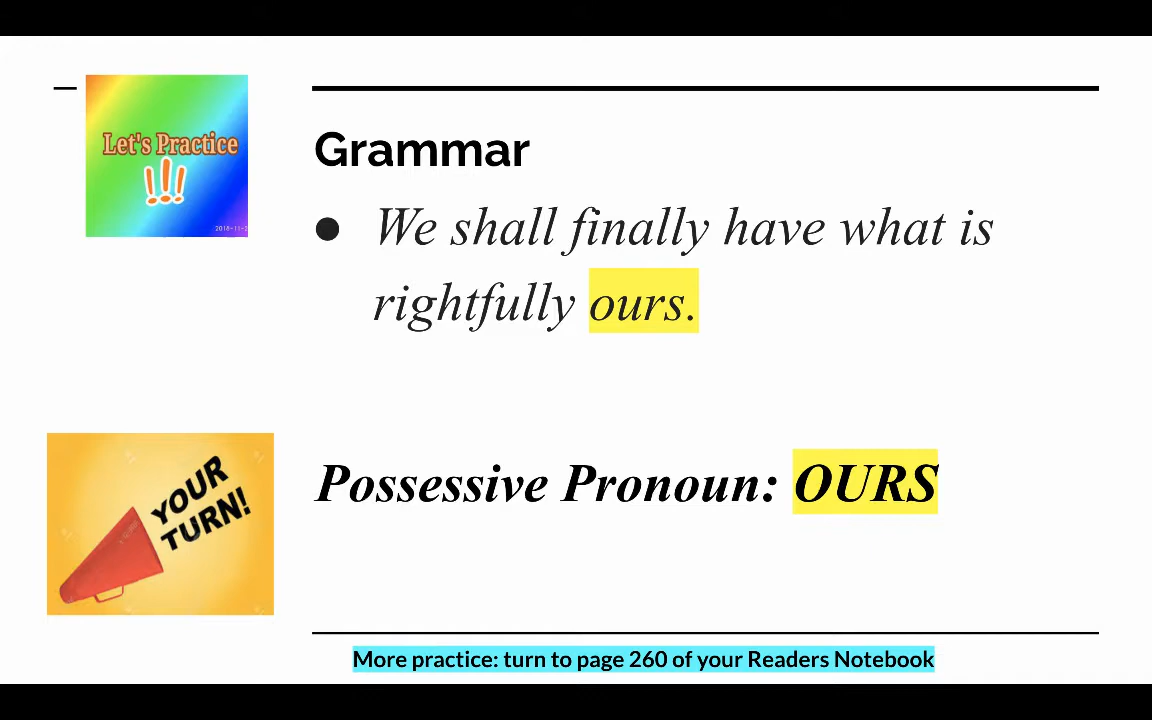 Let's Practice
!!!
Grammar
● We shall finally have what is
rightfully ours.
YOUR
TURN!
Possessive Pronoun: OURS
More practice: turn to page 260 of your Readers Notebook